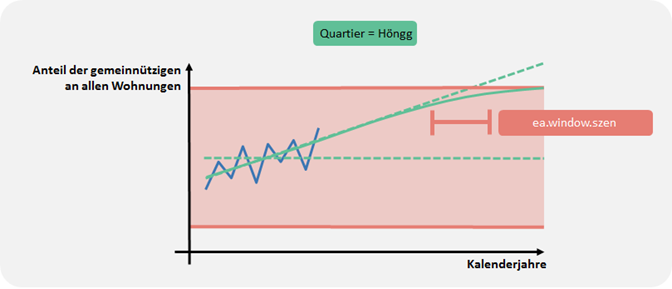 Quartier = Höngg
Anteil der gemeinnützigen
an allen Wohnungen
ea.window.szen
Kalenderjahre